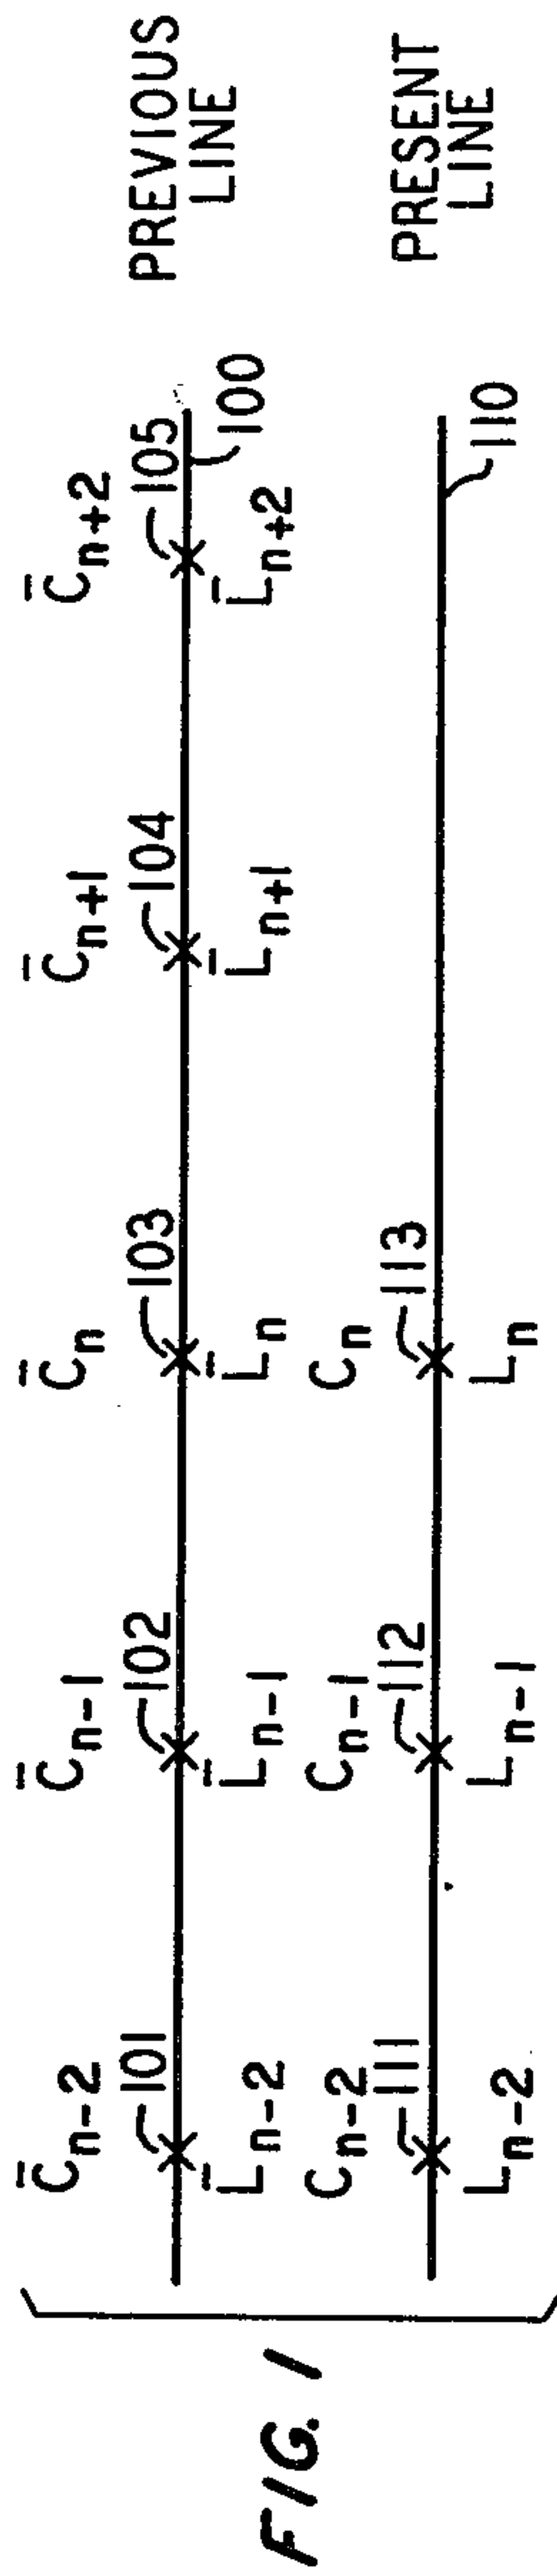 FIG. 1
C̄n-2 C̄n-1 C̄n C̄n+1 C̄n+2
101 102 103 104 105
L̄n-2 L̄n-1 L̄n L̄n+1 L̄n+2
100
PREVIOUS
LINE
Cn-2 Cn-1 Cn
111 112 113
Ln-2 Ln-1 Ln
110
PRESENT
LINE